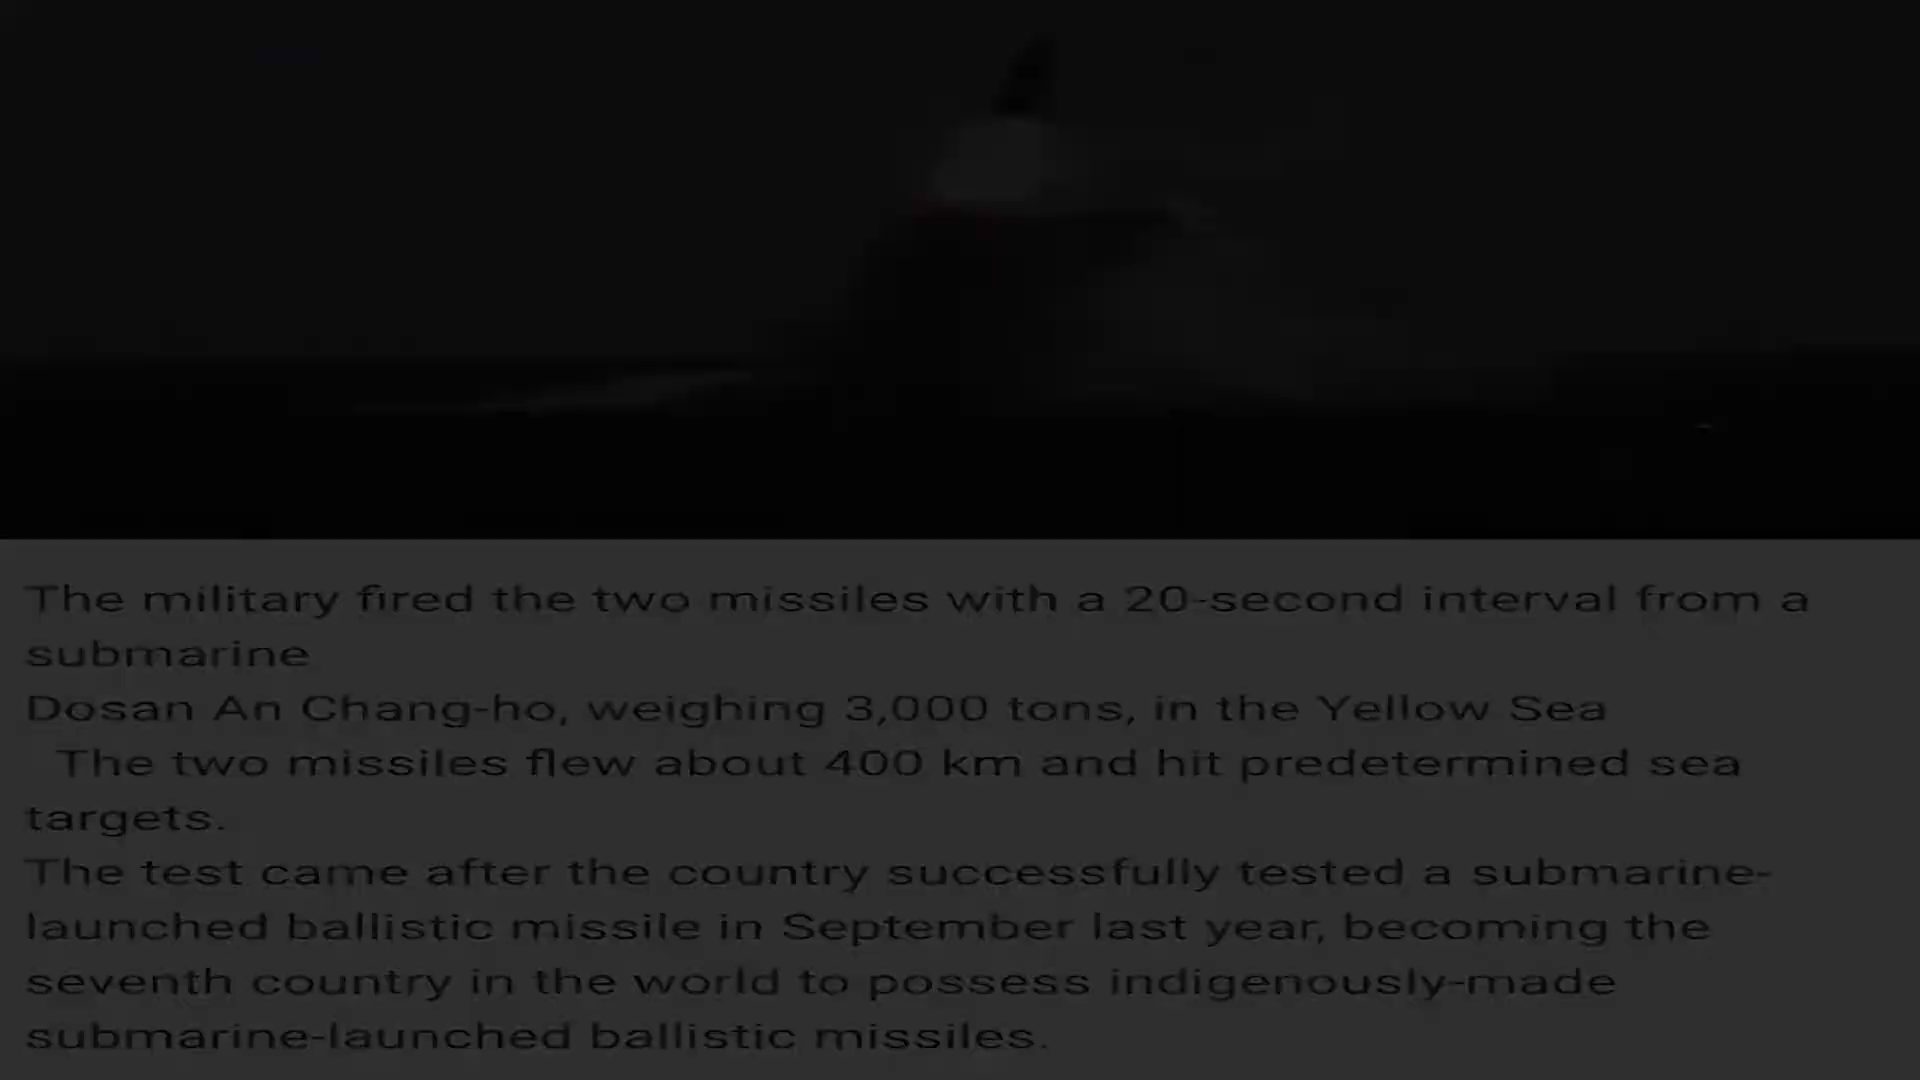 The military fired the two missiles with a 20-second interval from a
submarine
Dosan An Chang-ho, weighing 3,000 tons, in the Yellow Sea
The two missiles flew about 400 km and hit predetermined sea
targets.
The test came after the country successfully tested a submarine-
launched ballistic missile in September last year, becoming the
seventh country in the world to possess indigenously-made
submarine-launched ballistic missiles.